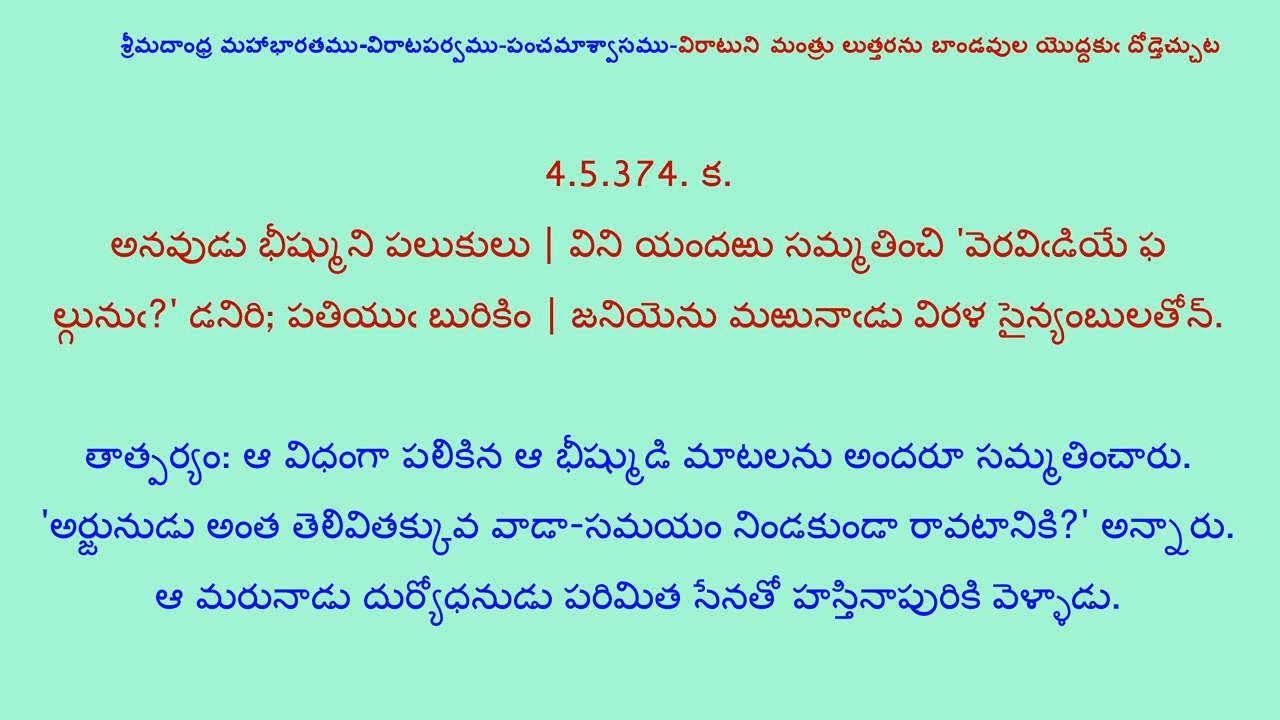 శ్రీమదాంధ్ర మహాభారతము-విరాటపర్వము-పంచమాశ్వాసము-విరాటుని మంత్రు లుత్తరను బాండవుల యొద్దకుఁ దోడ్తెచ్చుట
4.5.374. క.
అనవుడు భీష్ముని పలుకులు | విని యందఱు సమ్మతించి 'వెరవిఁడియే ఫ
ల్గునుఁ?' డనిరి; పతియుఁ బురికిం | జనియెను మఱునాఁడు విరళ సైన్యంబులతోన్.
తాత్పర్యం: ఆ విధంగా పలికిన ఆ భీష్ముడి మాటలను అందరూ సమ్మతించారు.
'అర్జునుడు అంత తెలివితక్కువ వాడా-సమయం నిండకుండా రావటానికి?' అన్నారు.
ఆ మరునాడు దుర్యోధనుడు పరిమిత సేనతో హస్తినాపురికి వెళ్ళాడు.